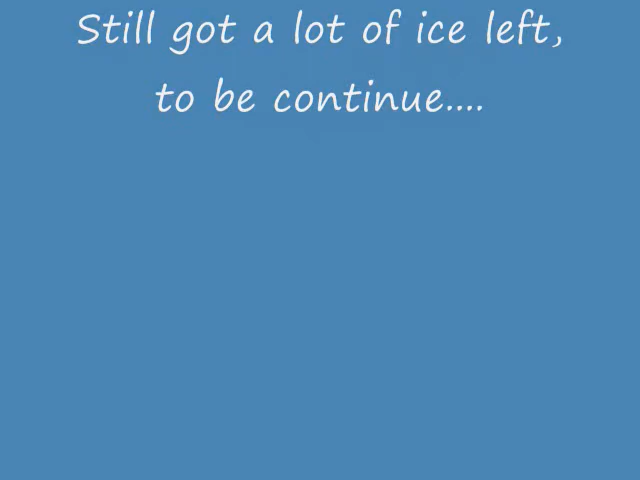 Still got a lot of ice left,
to be continue....